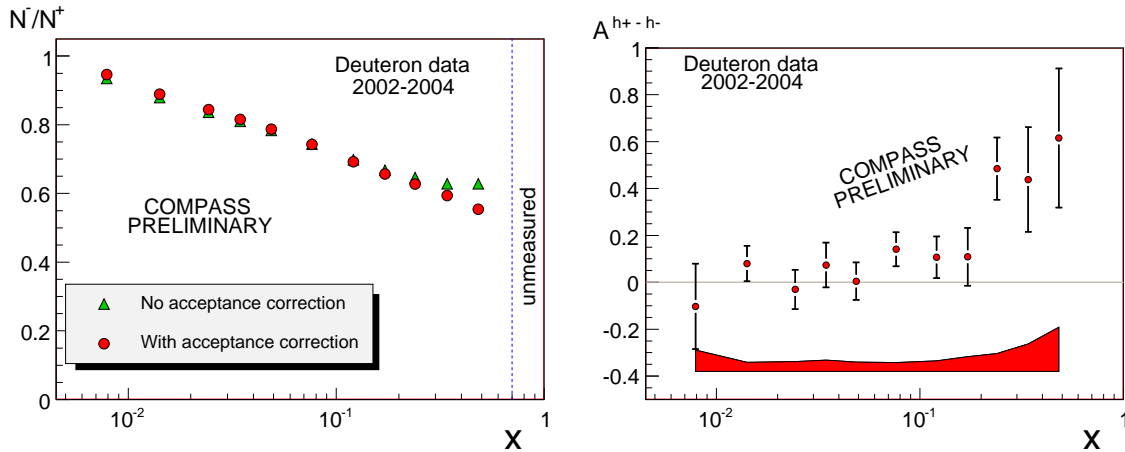 N⁻/N⁺
1
0.8
0.6
0.4
0.2
0
Deuteron data
2002-2004
COMPASS
PRELIMINARY
unmeasured
No acceptance correction
With acceptance correction
10⁻² 10⁻¹ 1
x
A h+ - h-
1
0.8
0.6
0.4
0.2
0
-0.2
-0.4
Deuteron data
2002-2004
COMPASS
PRELIMINARY
10⁻² 10⁻¹ 1
x